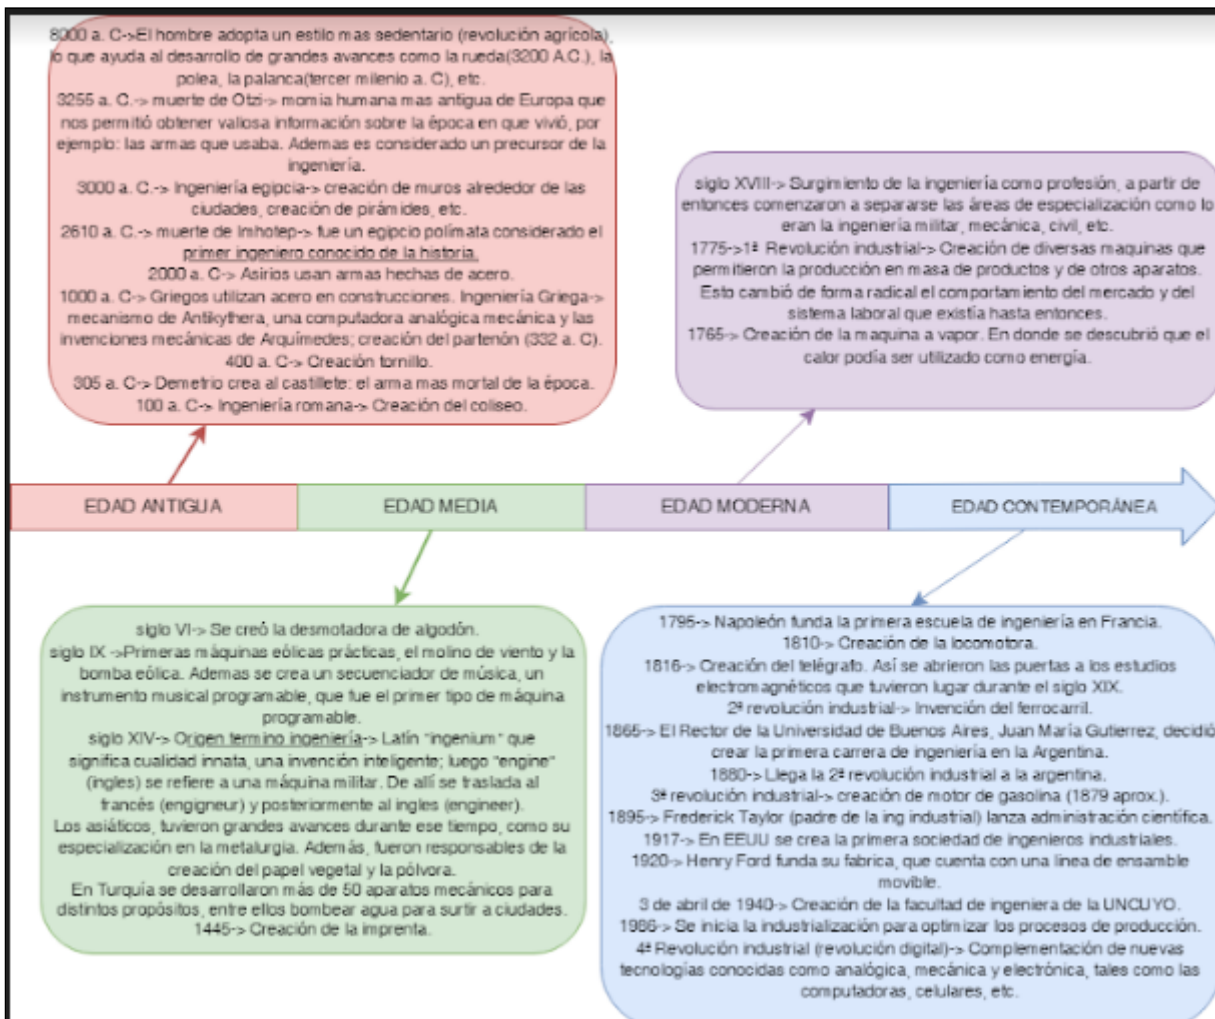 8000 a. C->El hombre adopta un estilo mas sedentario (revolución agrícola),
lo que ayuda al desarrollo de grandes avances como la rueda(3200 A.C.), la
polea, la palanca(tercer milenio a. C), etc.
3255 a. C.-> muerte de Otzi-> momia humana mas antigua de Europa que
nos permitió obtener valiosa información sobre la época en que vivió, por
ejemplo: las armas que usaba. Ademas es considerado un precursor de la
ingeniería.
3000 a. C.-> Ingeniería egipcia-> creación de muros alrededor de las
ciudades, creación de pirámides, etc.
2610 a. C.-> muerte de Imhotep-> fue un egipcio polímata considerado el
primer ingeniero conocido de la historia.
2000 a. C-> Asirios usan armas hechas de acero.
1000 a. C-> Griegos utilizan acero en construcciones. Ingeniería Griega->
mecanismo de Antikythera, una computadora analógica mecánica y las
invenciones mecánicas de Arquímedes; creación del partenón (332 a. C).
400 a. C-> Creación tornillo.
305 a. C-> Demetrio crea al castillete: el arma mas mortal de la época.
100 a. C-> Ingeniería romana-> Creación del coliseo.
siglo XVIII-> Surgimiento de la ingeniería como profesión, a partir de
entonces comenzaron a separarse las áreas de especialización como lo
eran la ingeniería militar, mecánica, civil, etc.
1775->1ª Revolución industrial-> Creación de diversas maquinas que
permitieron la producción en masa de productos y de otros aparatos.
Esto cambió de forma radical el comportamiento del mercado y del
sistema laboral que existía hasta entonces.
1765-> Creación de la maquina a vapor. En donde se descubrió que el
calor podía ser utilizado como energía.
EDAD ANTIGUA
EDAD MEDIA
EDAD MODERNA
EDAD CONTEMPORÁNEA
siglo VI-> Se creó la desmotadora de algodón.
siglo IX ->Primeras máquinas eólicas prácticas, el molino de viento y la
bomba eólica. Ademas se crea un secuenciador de música, un
instrumento musical programable, que fue el primer tipo de máquina
programable.
siglo XIV-> Origen termino ingeniería-> Latín "ingenium" que
significa cualidad innata, una invención inteligente; luego "engine"
(ingles) se refiere a una máquina militar. De allí se traslada al
francés (engigneur) y posteriormente al ingles (engineer).
Los asiáticos, tuvieron grandes avances durante ese tiempo, como su
especialización en la metalurgia. Además, fueron responsables de la
creación del papel vegetal y la pólvora.
En Turquía se desarrollaron más de 50 aparatos mecánicos para
distintos propósitos, entre ellos bombear agua para surtir a ciudades.
1445-> Creación de la imprenta.
1795-> Napoleón funda la primera escuela de ingeniería en Francia.
1810-> Creación de la locomotora.
1816-> Creación del telégrafo. Así se abrieron las puertas a los estudios
electromagnéticos que tuvieron lugar durante el siglo XIX.
2ª revolución industrial-> Invención del ferrocarril.
1865-> El Rector de la Universidad de Buenos Aires, Juan María Gutierrez, decidió
crear la primera carrera de ingeniería en la Argentina.
1880-> Llega la 2ª revolución industrial a la argentina.
3ª revolución industrial-> creación de motor de gasolina (1879 aprox.).
1895-> Frederick Taylor (padre de la ing industrial) lanza administración científica.
1917-> En EEUU se crea la primera sociedad de ingenieros industriales.
1920-> Henry Ford funda su fabrica, que cuenta con una linea de ensamble
movible.
3 de abril de 1940-> Creación de la facultad de ingeniera de la UNCUYO.
1986-> Se inicia la industrialización para optimizar los procesos de producción.
4ª Revolución industrial (revolución digital)-> Complementación de nuevas
tecnologías conocidas como analógica, mecánica y electrónica, tales como las
computadoras, celulares, etc.